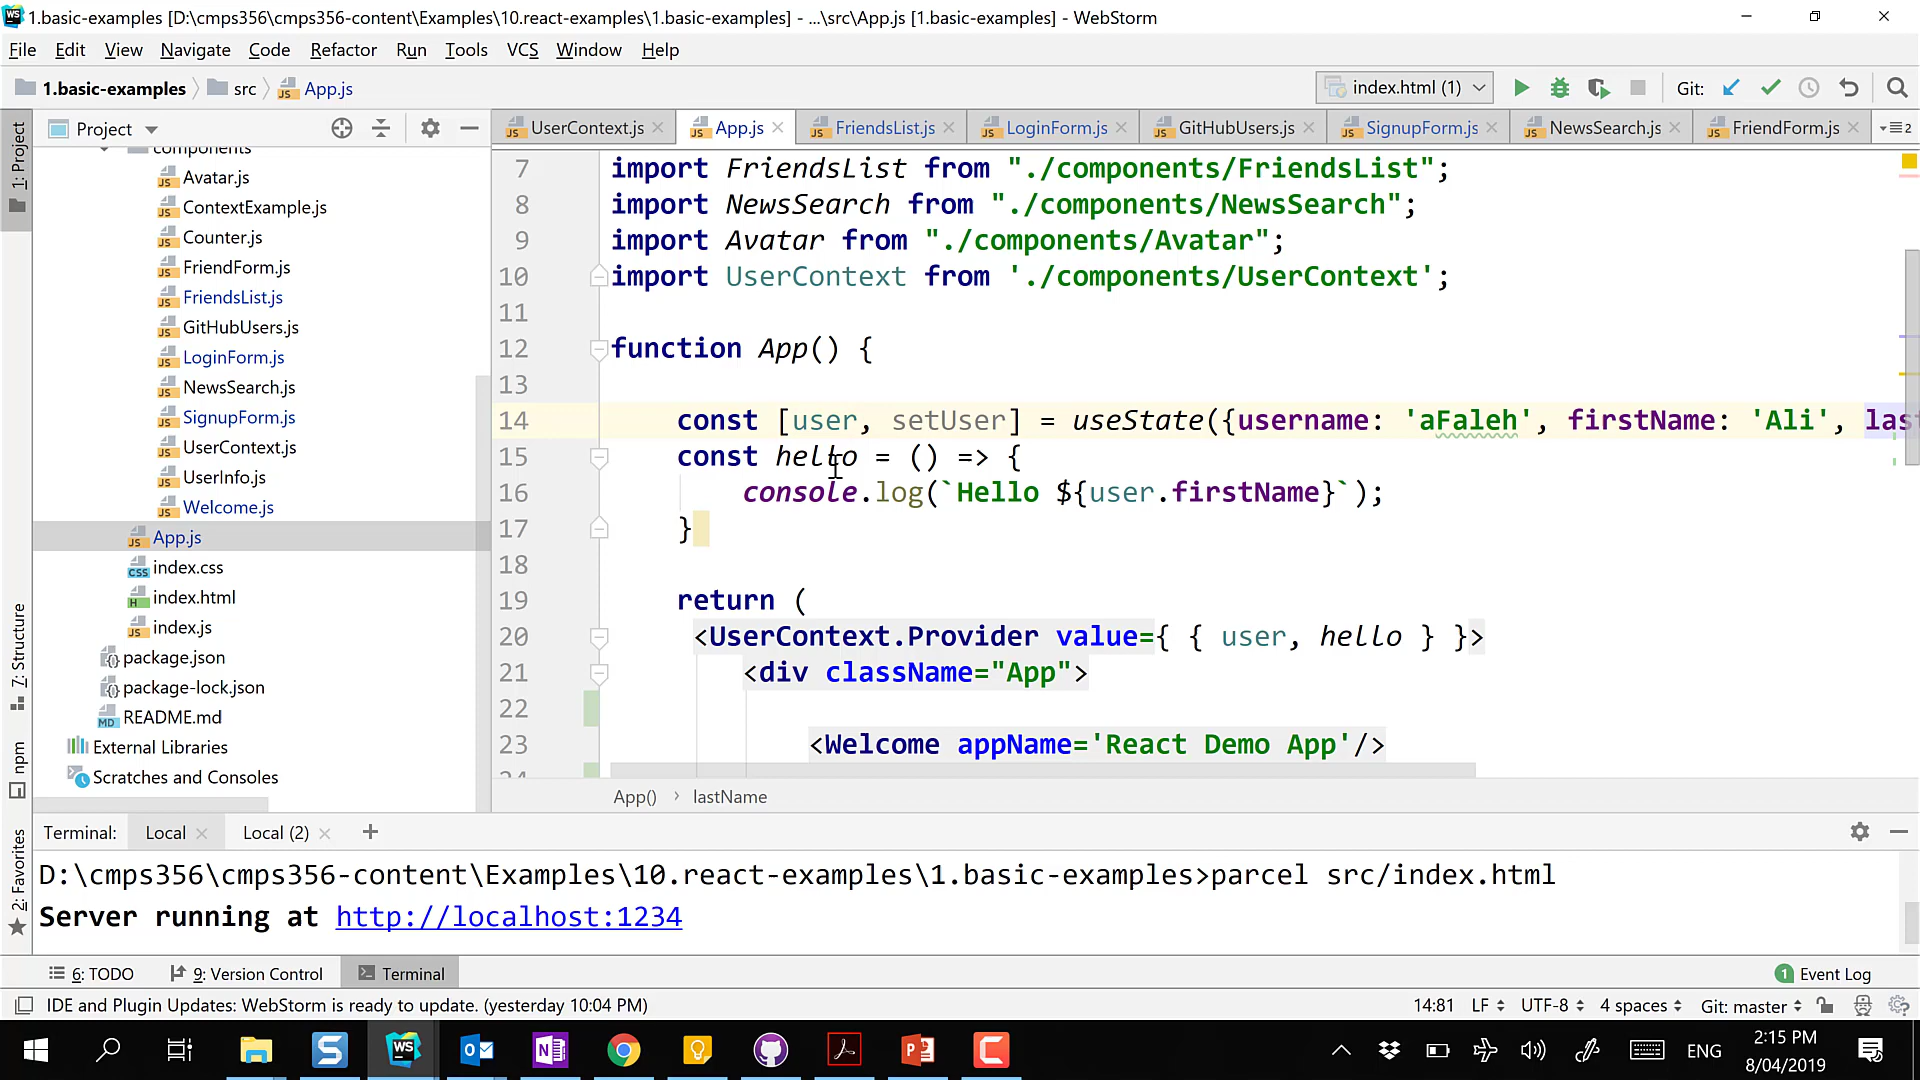 1.basic-examples [D:\cmps356\cmps356-content\Examples\10.react-examples\1.basic-examples] - ...\src\App.js [1.basic-examples] - WebStorm
File Edit View Navigate Code Refactor Run Tools VCS Window Help
1.basic-examples src App.js index.html (1) Git:
1: Project
Project
UserContext.js App.js FriendsList.js LoginForm.js GitHubUsers.js SignupForm.js NewsSearch.js FriendForm.js 2
components
Avatar.js
ContextExample.js
Counter.js
FriendForm.js
FriendsList.js
GitHubUsers.js
LoginForm.js
NewsSearch.js
SignupForm.js
UserContext.js
UserInfo.js
Welcome.js
App.js
index.css
index.html
index.js
package.json
package-lock.json
README.md
External Libraries
Scratches and Consoles
7: Structure
npm
2: Favorites
7 import FriendsList from "./components/FriendsList";
8 import NewsSearch from "./components/NewsSearch";
9 import Avatar from "./components/Avatar";
10 import UserContext from './components/UserContext';
11
12 function App() {
13
14 const [user, setUser] = useState({username: 'aFaleh', firstName: 'Ali', las
15 const hello = () => {
16 console.log(`Hello ${user.firstName}`);
17 }
18
19 return (
20 <UserContext.Provider value={ { user, hello } }>
21 <div className="App">
22
23 <Welcome appName='React Demo App'/>
24
App() › lastName
Terminal: Local Local (2) +
D:\cmps356\cmps356-content\Examples\10.react-examples\1.basic-examples>parcel src/index.html
Server running at http://localhost:1234
6: TODO 9: Version Control Terminal 1 Event Log
IDE and Plugin Updates: WebStorm is ready to update. (yesterday 10:04 PM) 14:81 LF UTF-8 4 spaces Git: master
ENG
2:15 PM
8/04/2019